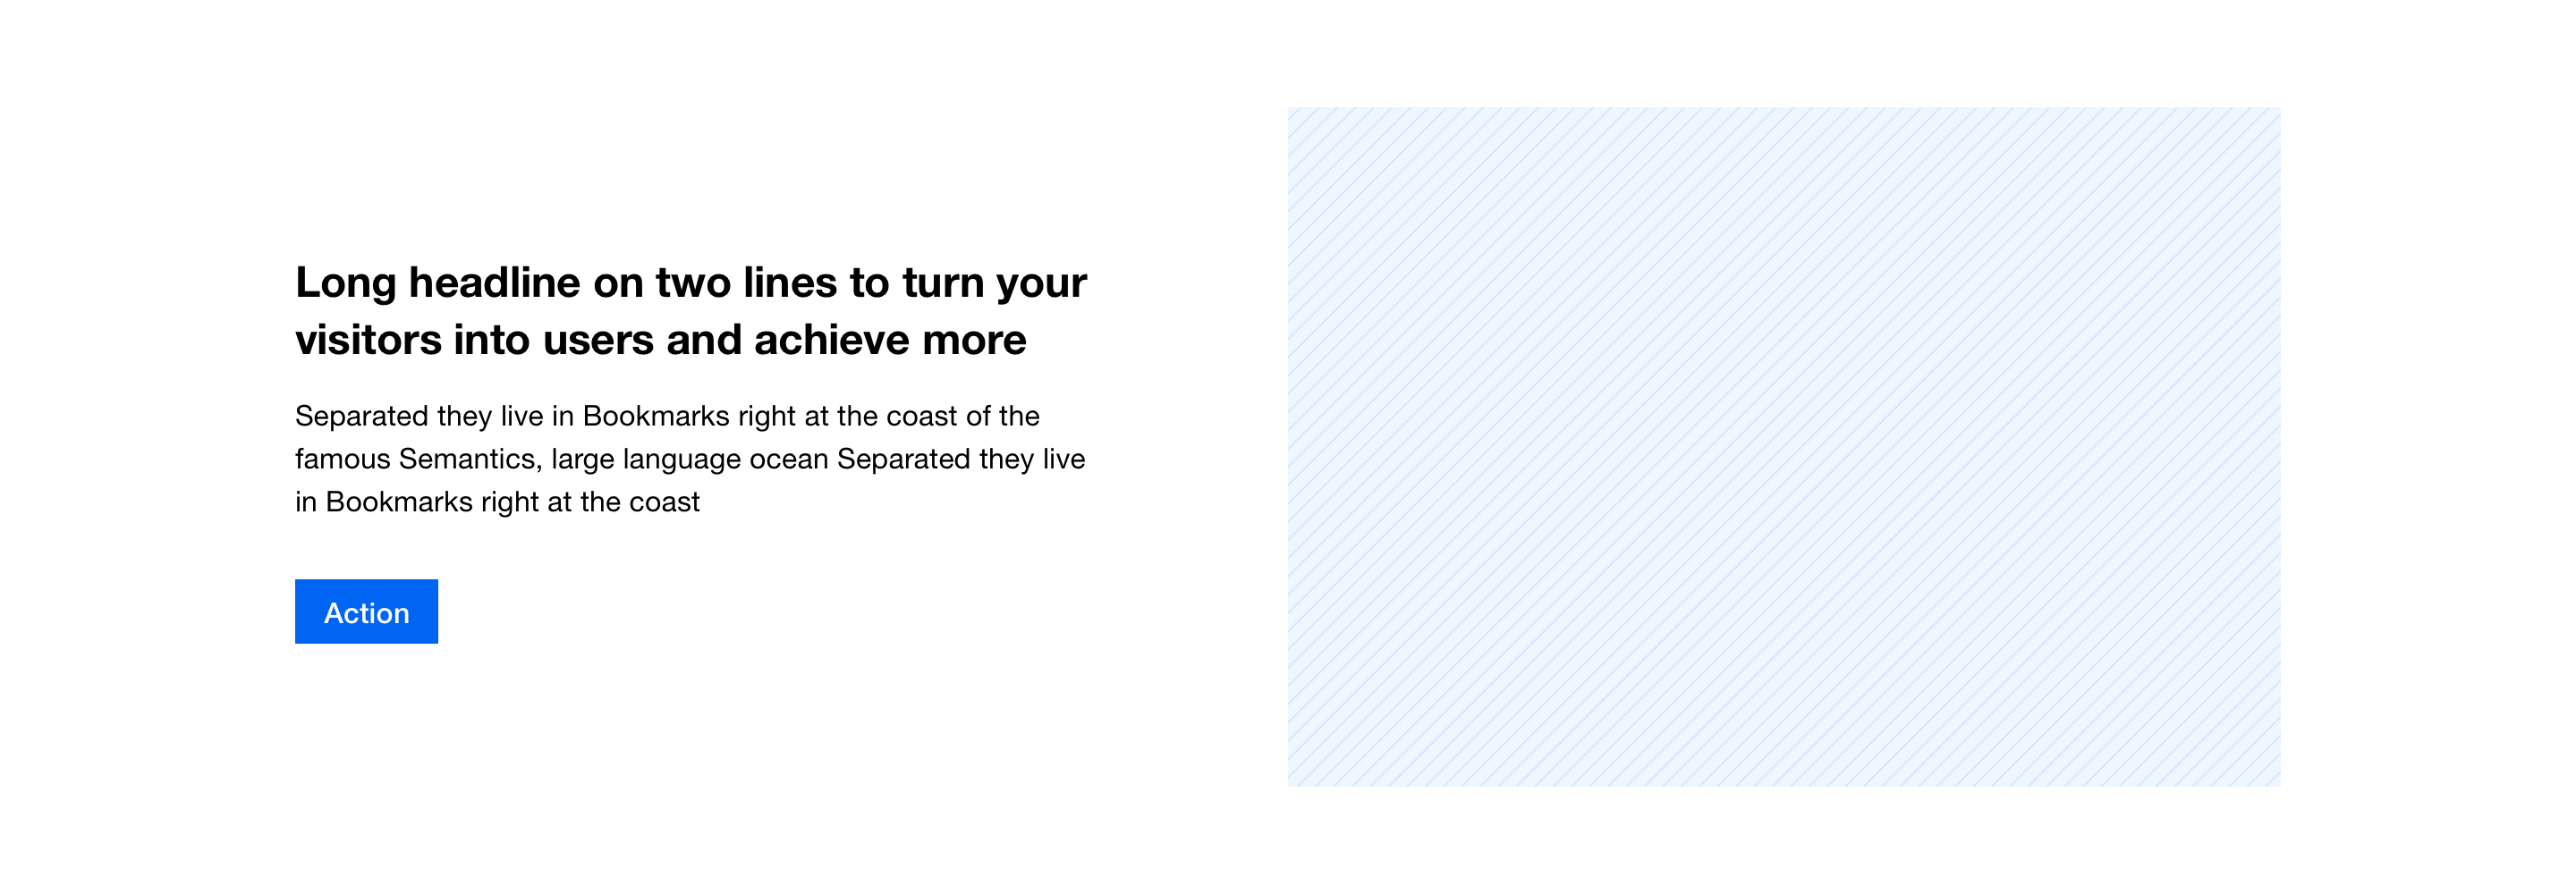 Long headline on two lines to turn your
visitors into users and achieve more
Separated they live in Bookmarks right at the coast of the
famous Semantics, large language ocean Separated they live
in Bookmarks right at the coast
Action